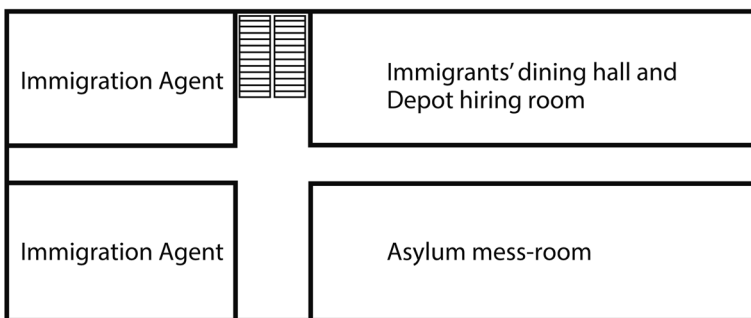 Immigration Agent
Immigrants’ dining hall and
Depot hiring room
Immigration Agent
Asylum mess-room